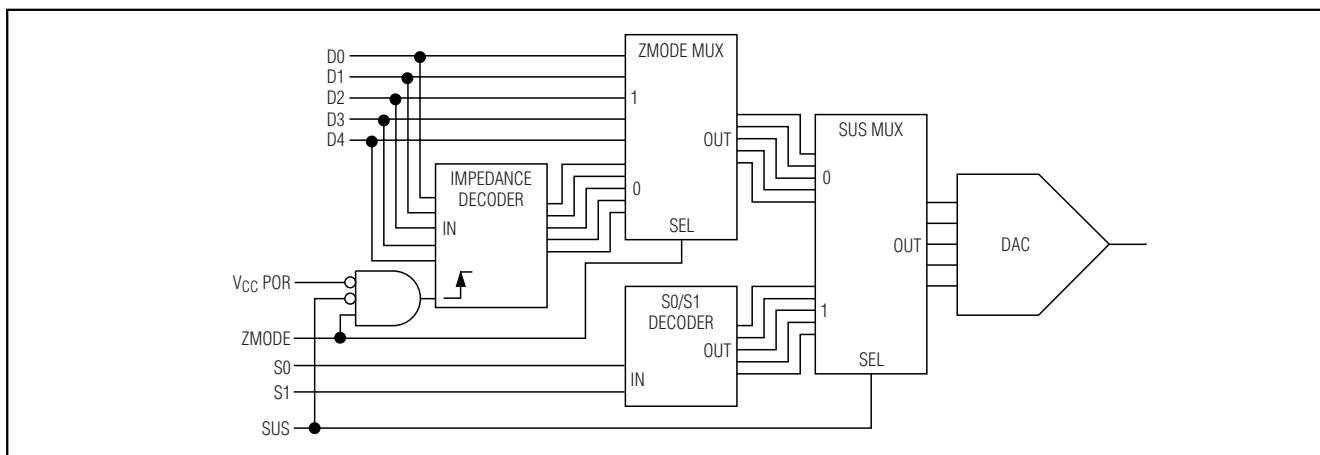 D0
D1
D2
D3
D4
ZMODE MUX
1
OUT
0
SEL
IMPEDANCE
DECODER
IN
SUS MUX
0
OUT
1
SEL
DAC
VCC POR
ZMODE
S0
S1
SUS
S0/S1
DECODER
OUT
IN